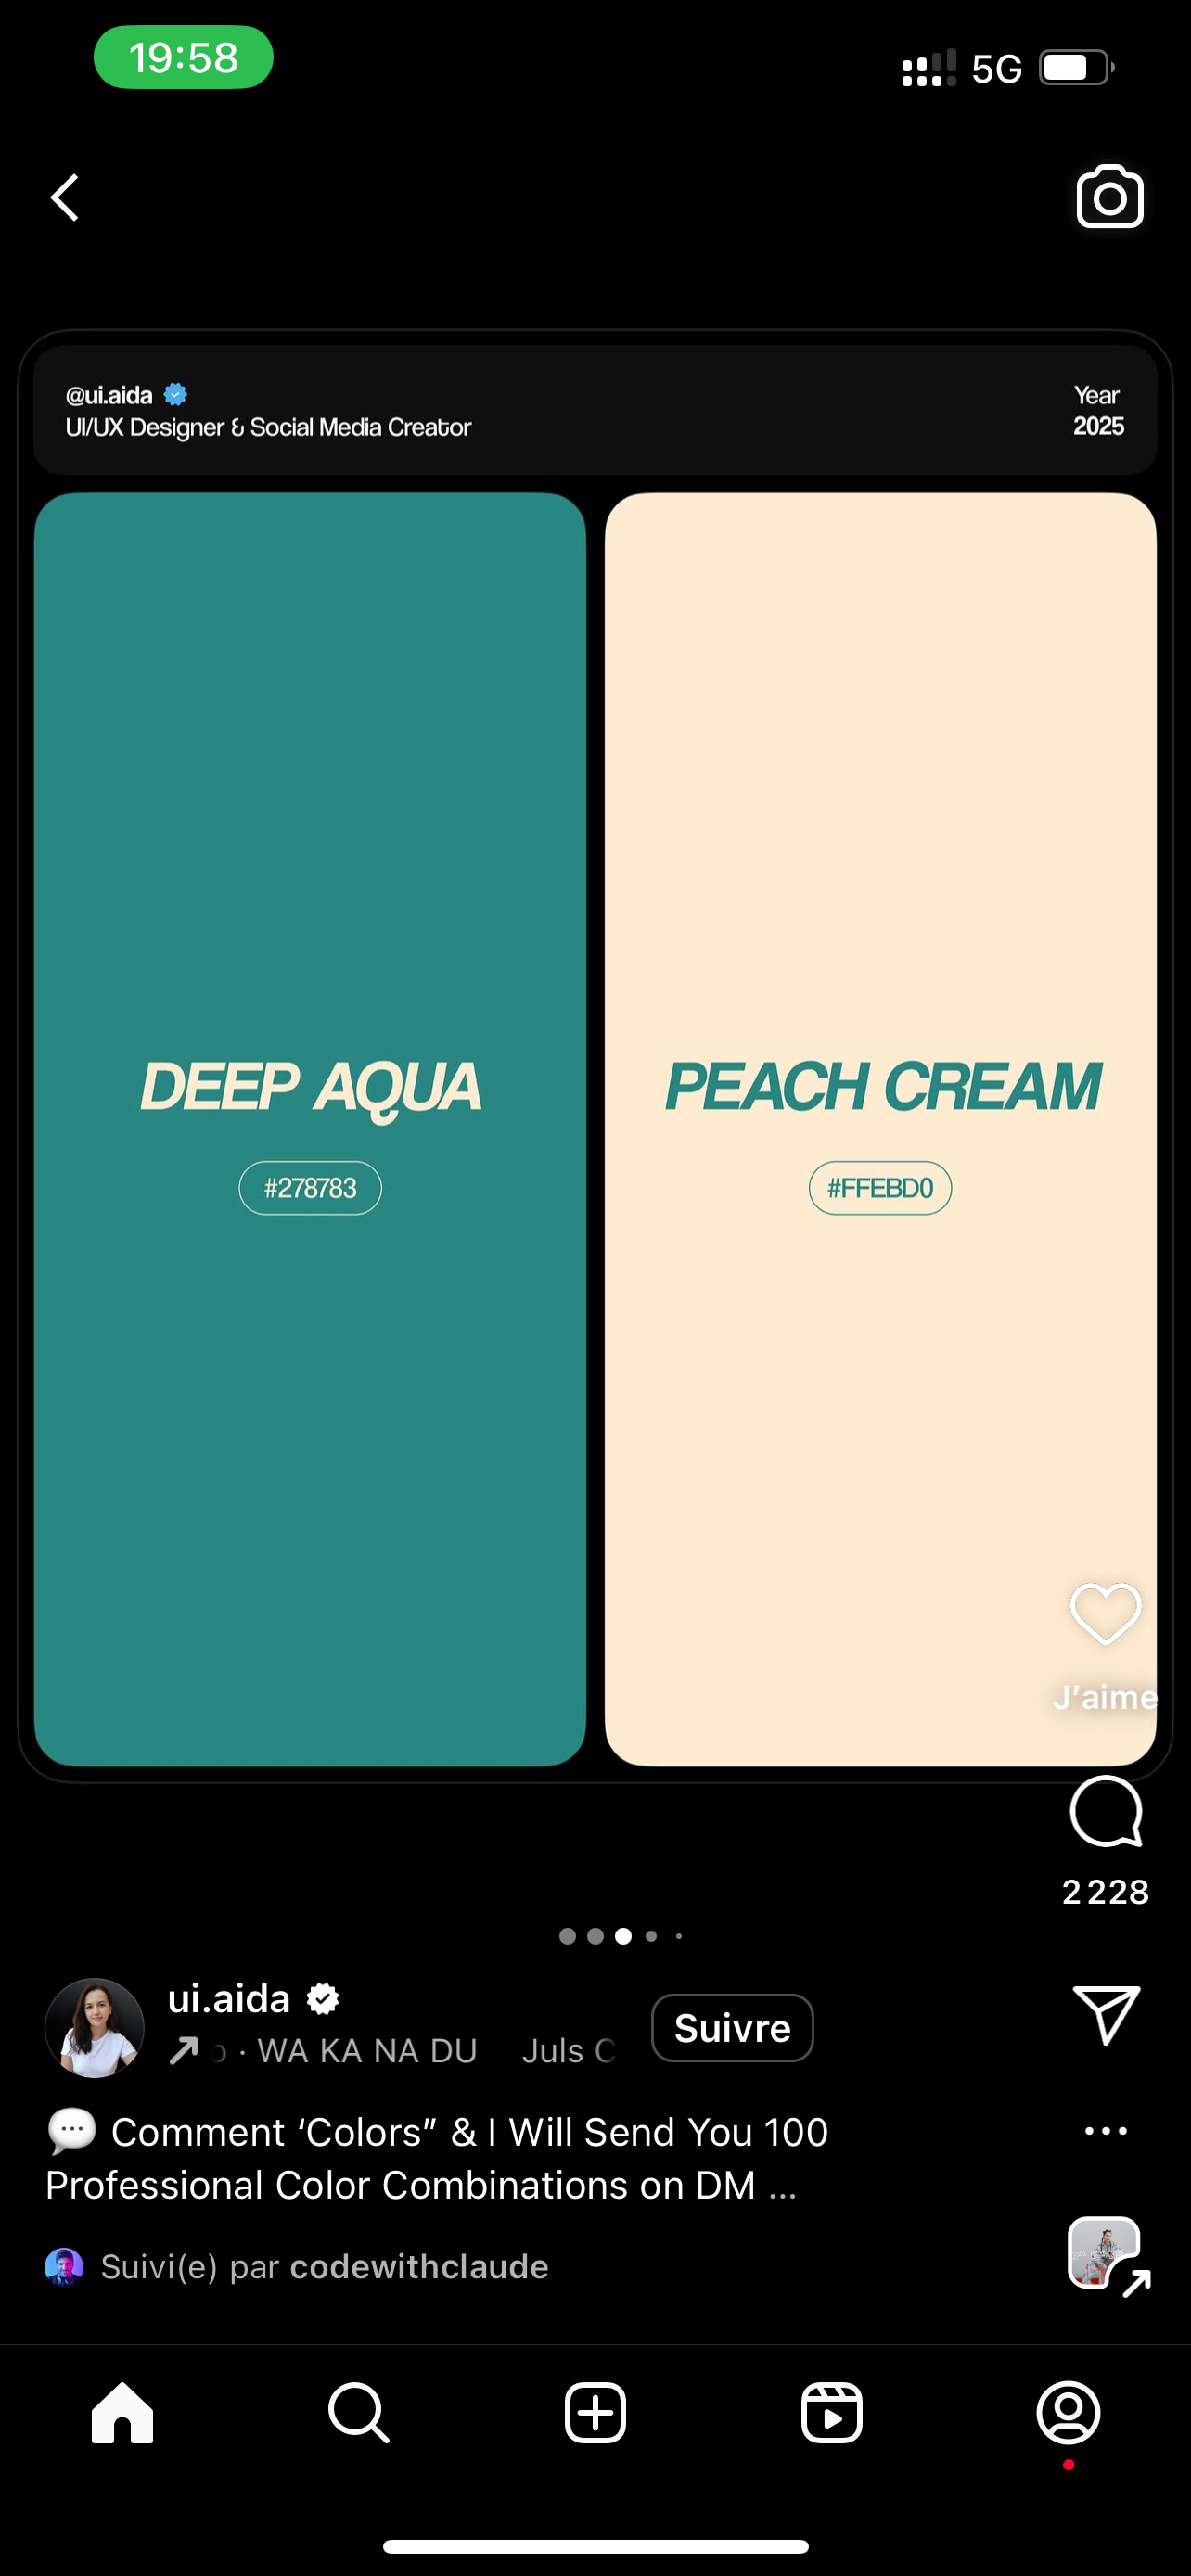 19:58
5G
@ui.aida
UI/UX Designer & Social Media Creator
Year
2025
DEEP AQUA
#278783
PEACH CREAM
#FFEBD0
J’aime
2 228
ui.aida
· WA KA NA DU Juls
Suivre
Comment ‘Colors” & I Will Send You 100
Professional Color Combinations on DM ...
Suivi(e) par codewithclaude